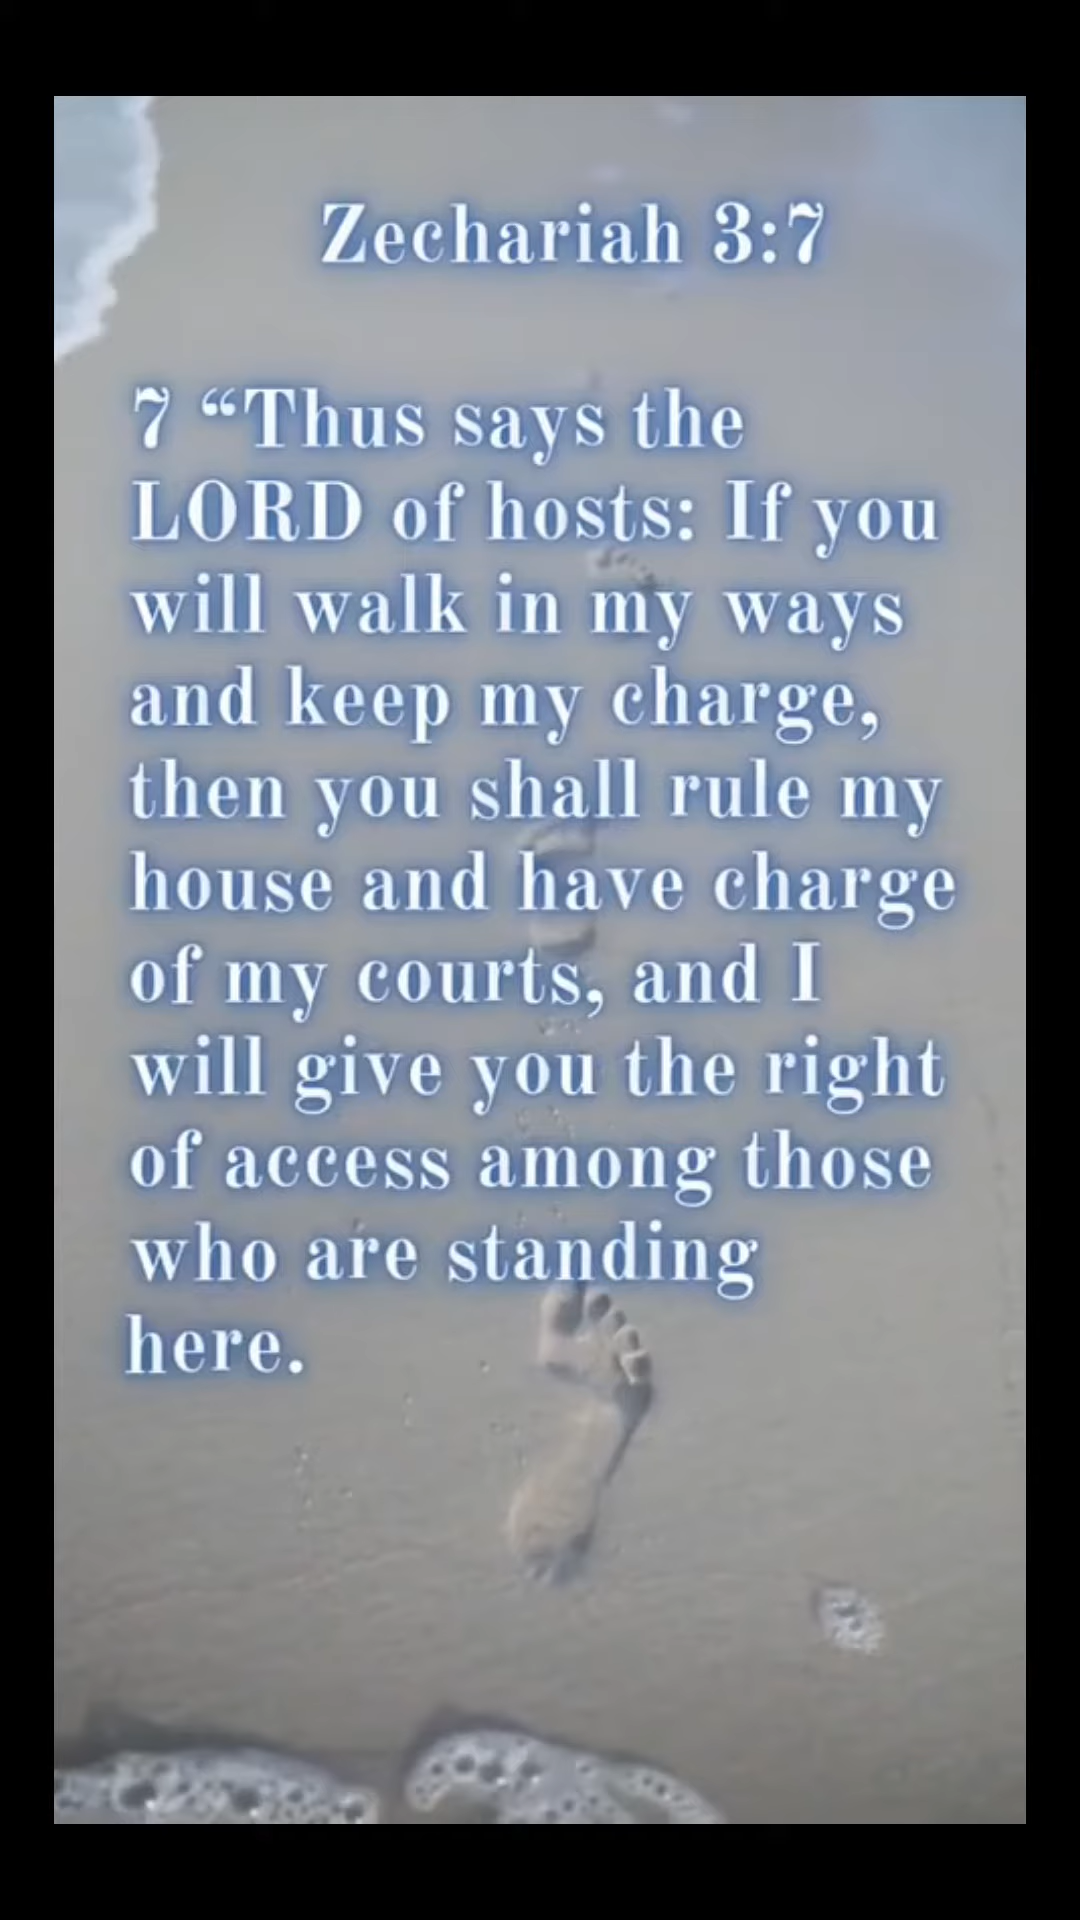 Zechariah 3:7
7 “Thus says the
LORD of hosts: If you
will walk in my ways
and keep my charge,
then you shall rule my
house and have charge
of my courts, and I
will give you the right
of access among those
who are standing
here.